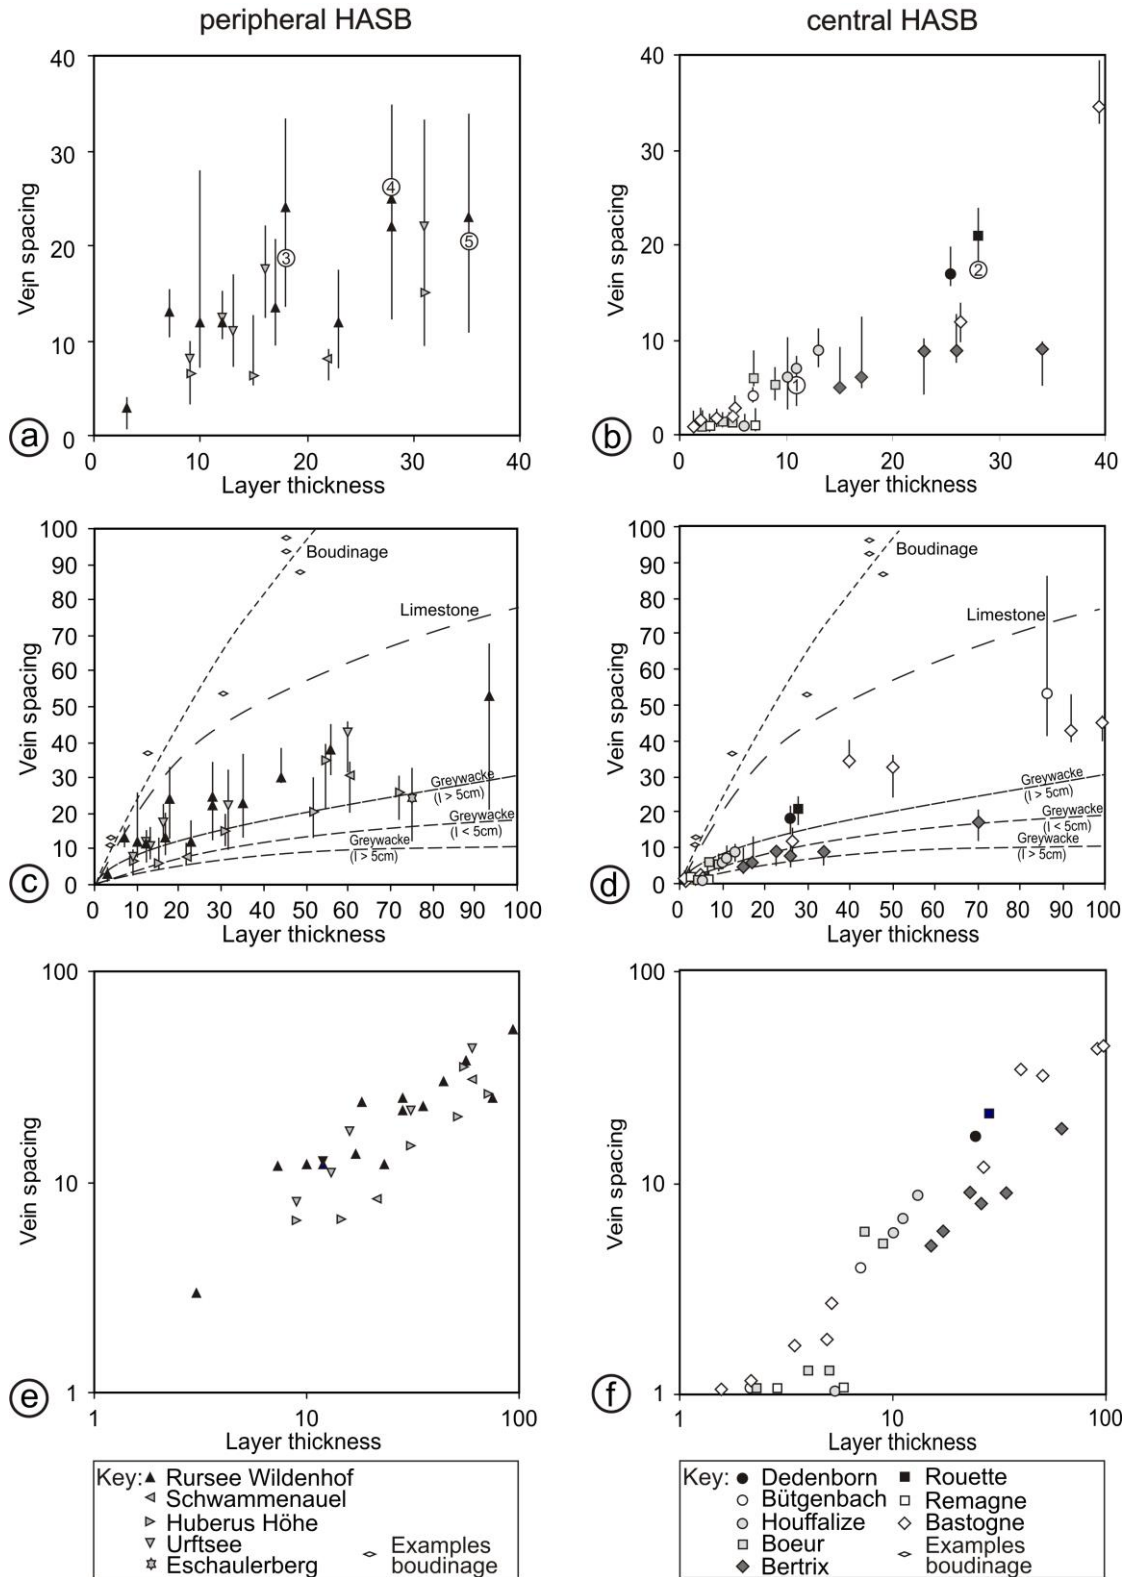 peripheral HASB
central HASB
40
30
20
10
0
Vein spacing
3
4
5
a
0 10 20 30 40
Layer thickness
40
30
20
10
0
Vein spacing
1
2
b
0 10 20 30 40
Layer thickness
100
90
80
70
60
50
40
30
20
10
0
Vein spacing
Boudinage
Limestone
Greywacke
(l > 5cm)
Greywacke
(l < 5cm)
Greywacke
(l > 5cm)
c
0 10 20 30 40 50 60 70 80 90 100
Layer thickness
100
90
80
70
60
50
40
30
20
10
0
Vein spacing
Boudinage
Limestone
Greywacke
(l > 5cm)
Greywacke
(l < 5cm)
Greywacke
(l > 5cm)
d
0 10 20 30 40 50 60 70 80 90 100
Layer thickness
100
10
1
Vein spacing
e
1 10 100
Layer thickness
100
10
1
Vein spacing
f
1 10 100
Layer thickness
Key: Rursee Wildenhof
Schwammenauel
Huberus Höhe
Urftsee
Eschaulerberg
Examples
boudinage
Key: Dedenborn
Bütgenbach
Houffalize
Boeur
Bertrix
Rouette
Remagne
Bastogne
Examples
boudinage